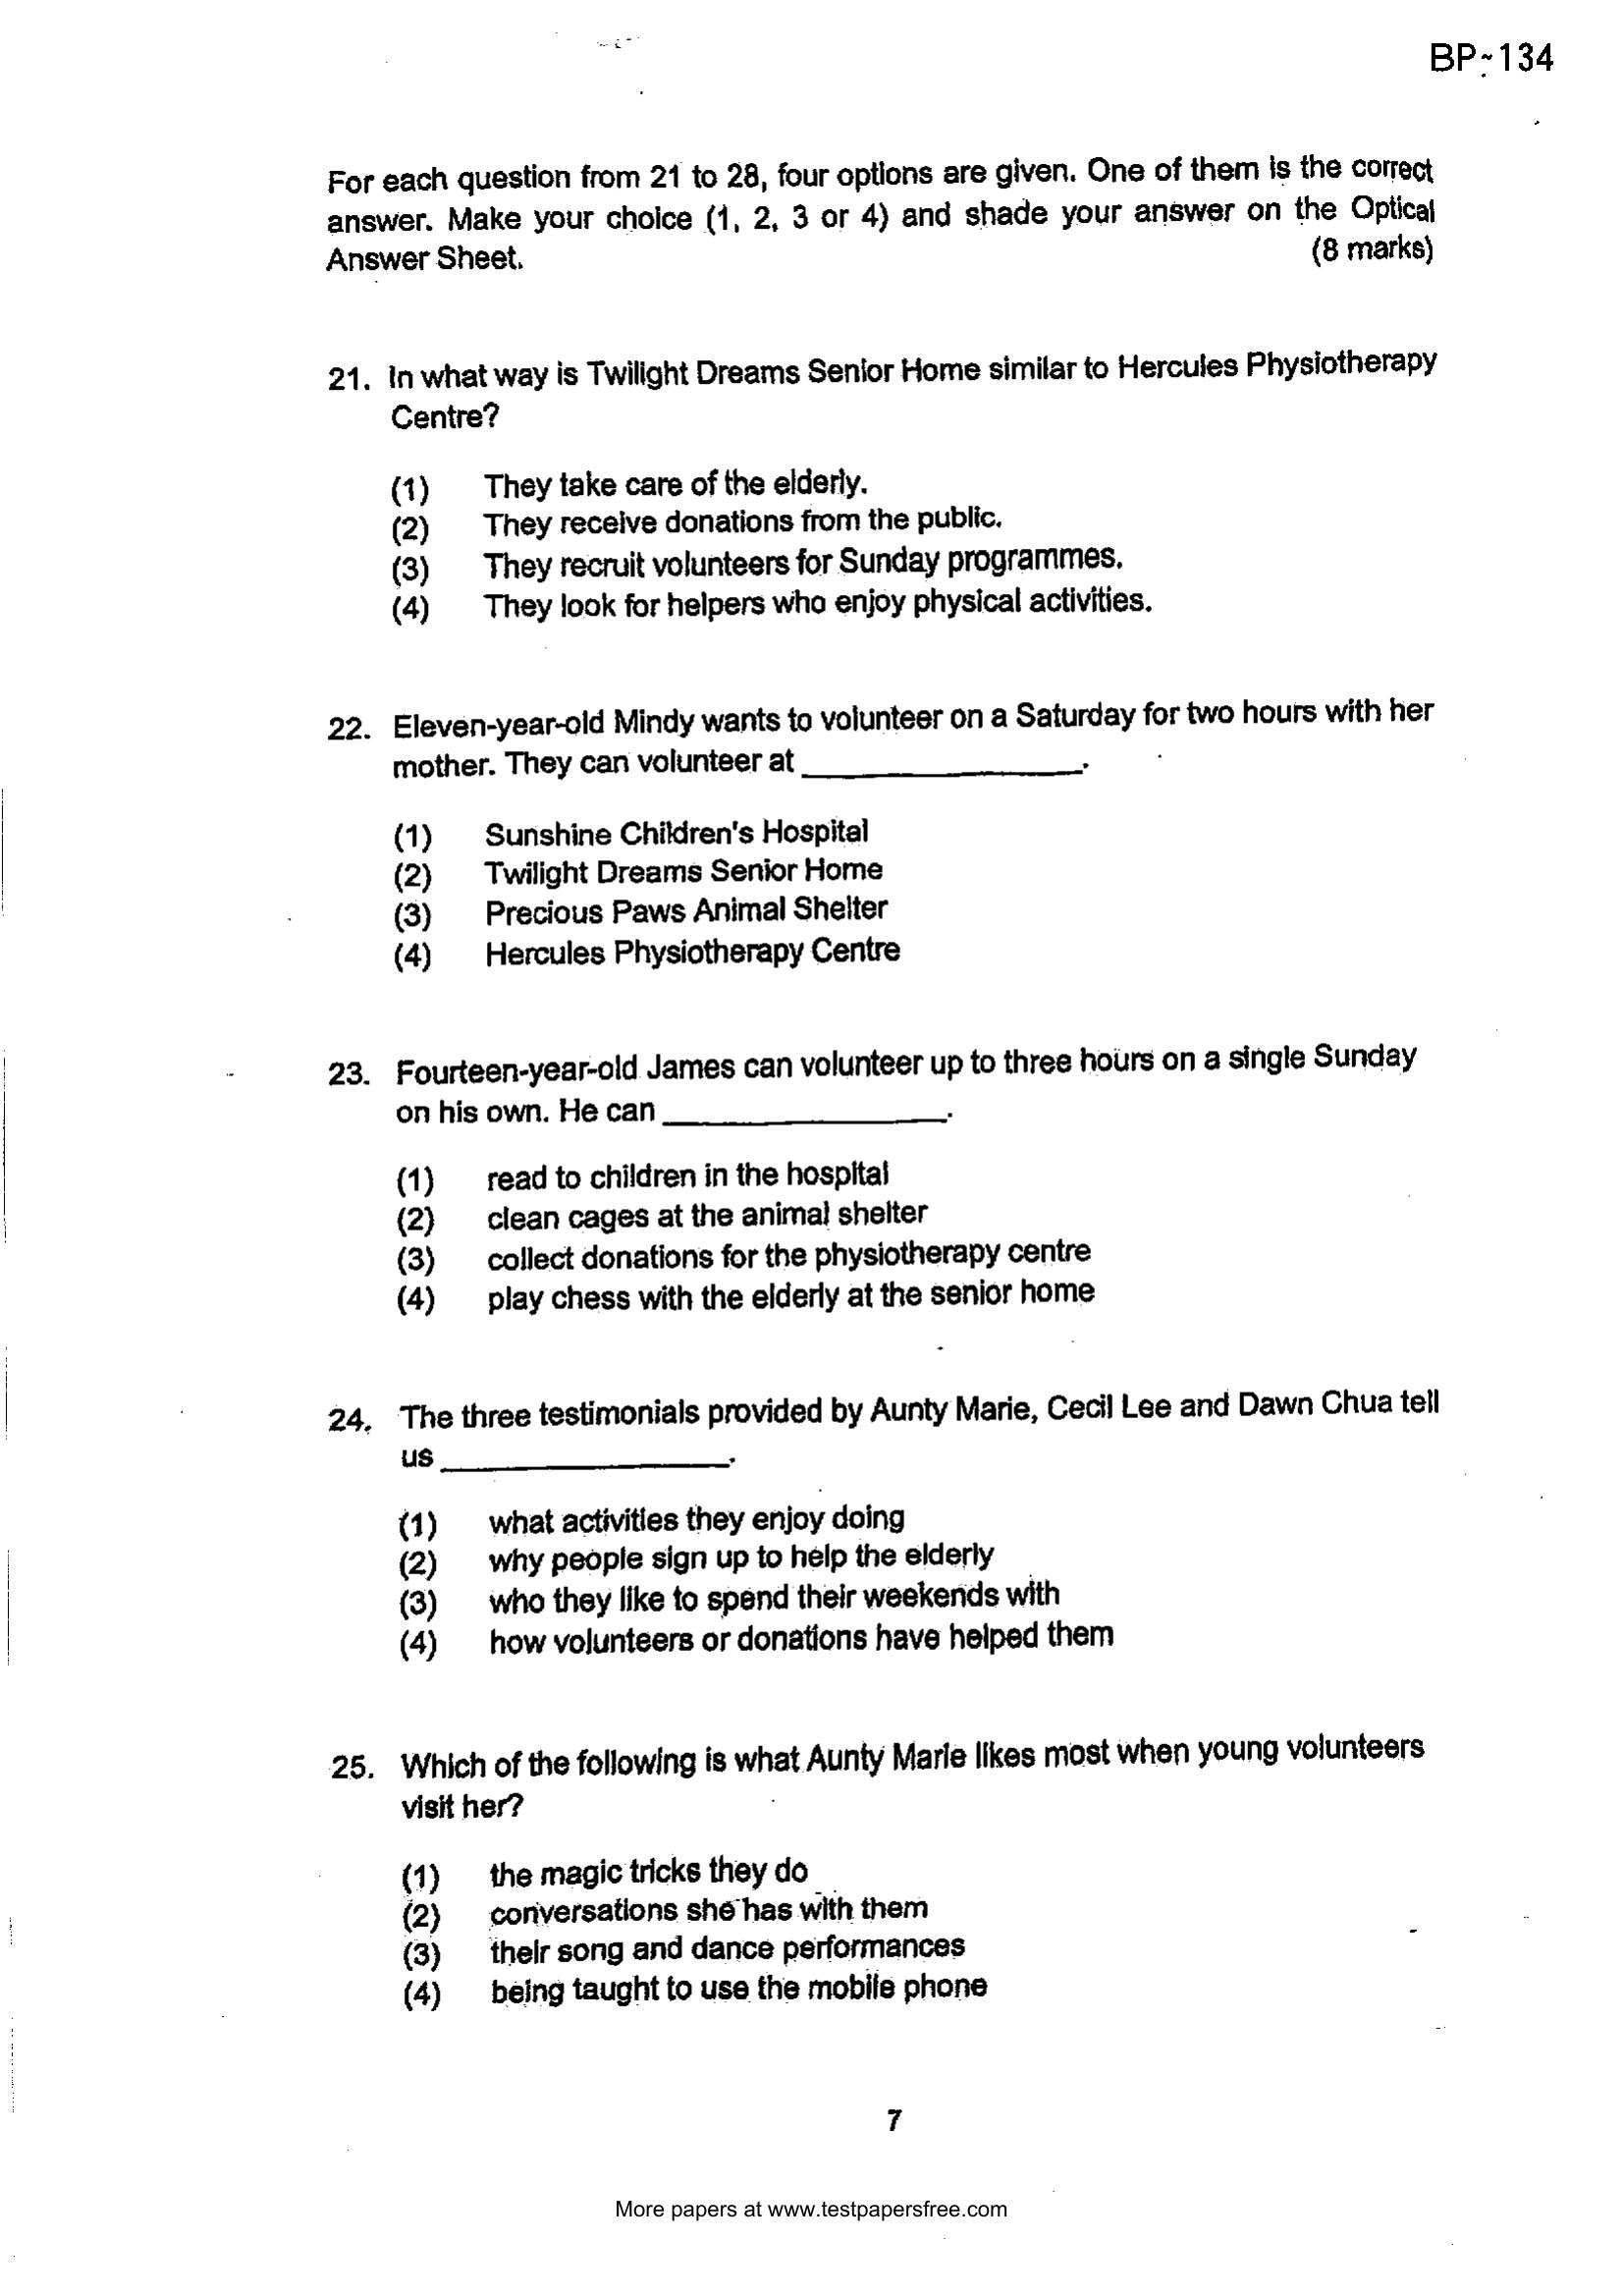 BP~134
For each question from 21 to 28, four options are given. One of them is the correct
answer. Make your choice (1, 2, 3 or 4) and shade your answer on the Optical
Answer Sheet. (8 marks)
21. In what way is Twilight Dreams Senior Home similar to Hercules Physiotherapy
Centre?
(1) They take care of the elderly.
(2) They receive donations from the public.
(3) They recruit volunteers for Sunday programmes.
(4) They look for helpers who enjoy physical activities.
22. Eleven-year-old Mindy wants to volunteer on a Saturday for two hours with her
mother. They can volunteer at ________________.
(1) Sunshine Children's Hospital
(2) Twilight Dreams Senior Home
(3) Precious Paws Animal Shelter
(4) Hercules Physiotherapy Centre
23. Fourteen-year-old James can volunteer up to three hours on a single Sunday
on his own. He can ________________.
(1) read to children in the hospital
(2) clean cages at the animal shelter
(3) collect donations for the physiotherapy centre
(4) play chess with the elderly at the senior home
24. The three testimonials provided by Aunty Marie, Cecil Lee and Dawn Chua tell
us ________________.
(1) what activities they enjoy doing
(2) why people sign up to help the elderly
(3) who they like to spend their weekends with
(4) how volunteers or donations have helped them
25. Which of the following is what Aunty Marie likes most when young volunteers
visit her?
(1) the magic tricks they do
(2) conversations she has with them
(3) their song and dance performances
(4) being taught to use the mobile phone
7
More papers at www.testpapersfree.com